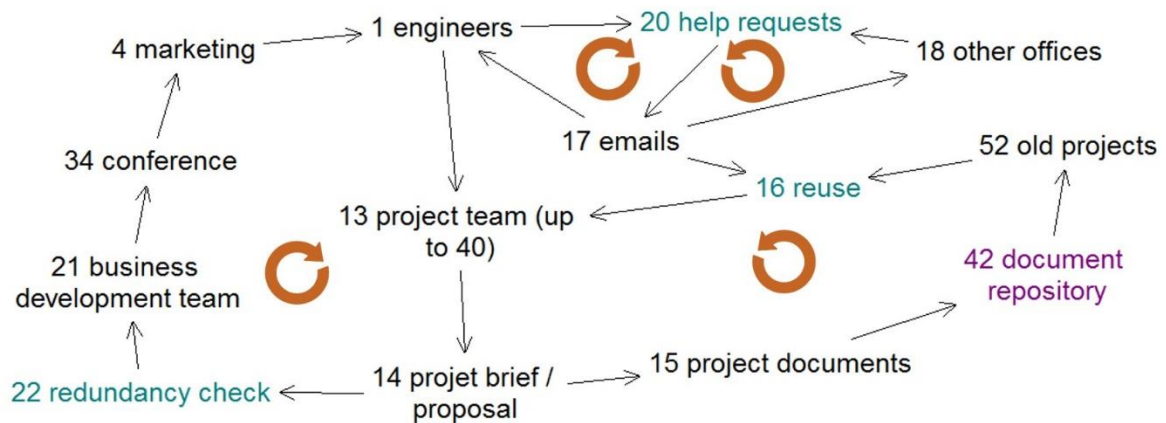 1 engineers
20 help requests
4 marketing
18 other offices
17 emails
34 conference
52 old projects
16 reuse
13 project team (up
to 40)
21 business
development team
42 document
repository
15 project documents
22 redundancy check
14 projet brief /
proposal